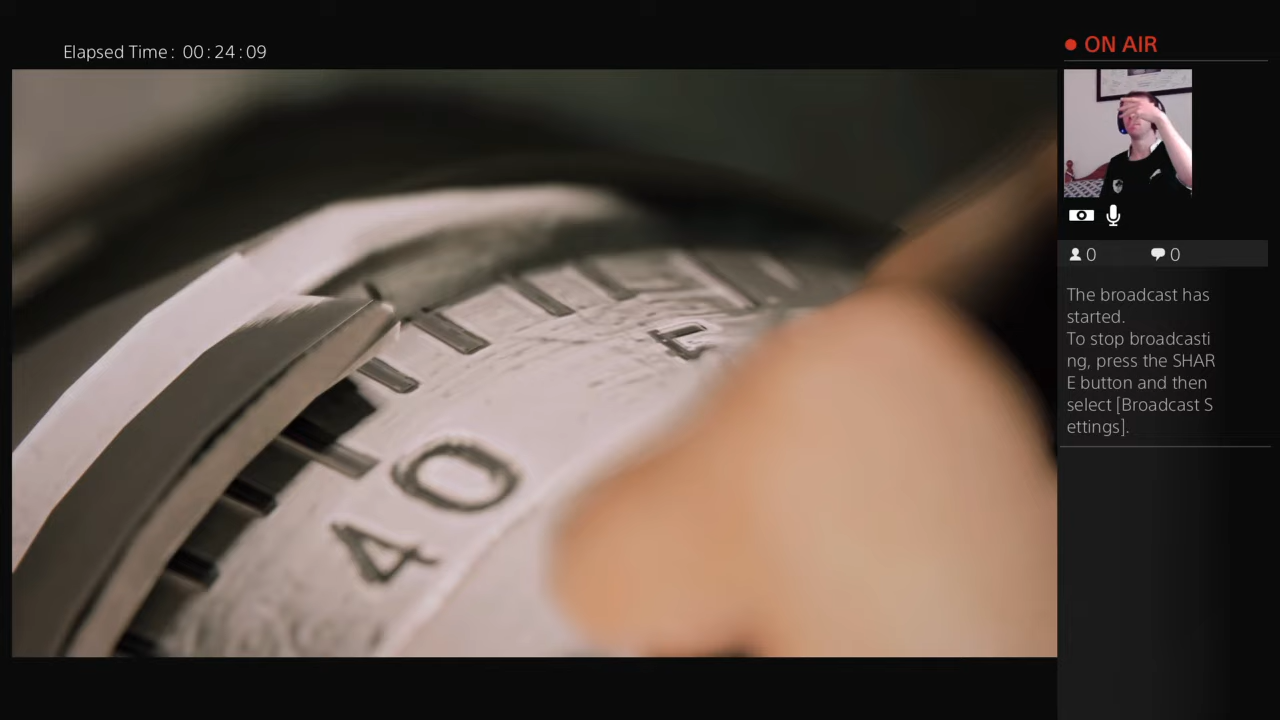 Elapsed Time: 00:24:09
ON AIR
0 0
The broadcast has
started.
To stop broadcasti
ng, press the SHAR
E button and then
select [Broadcast S
ettings].
40